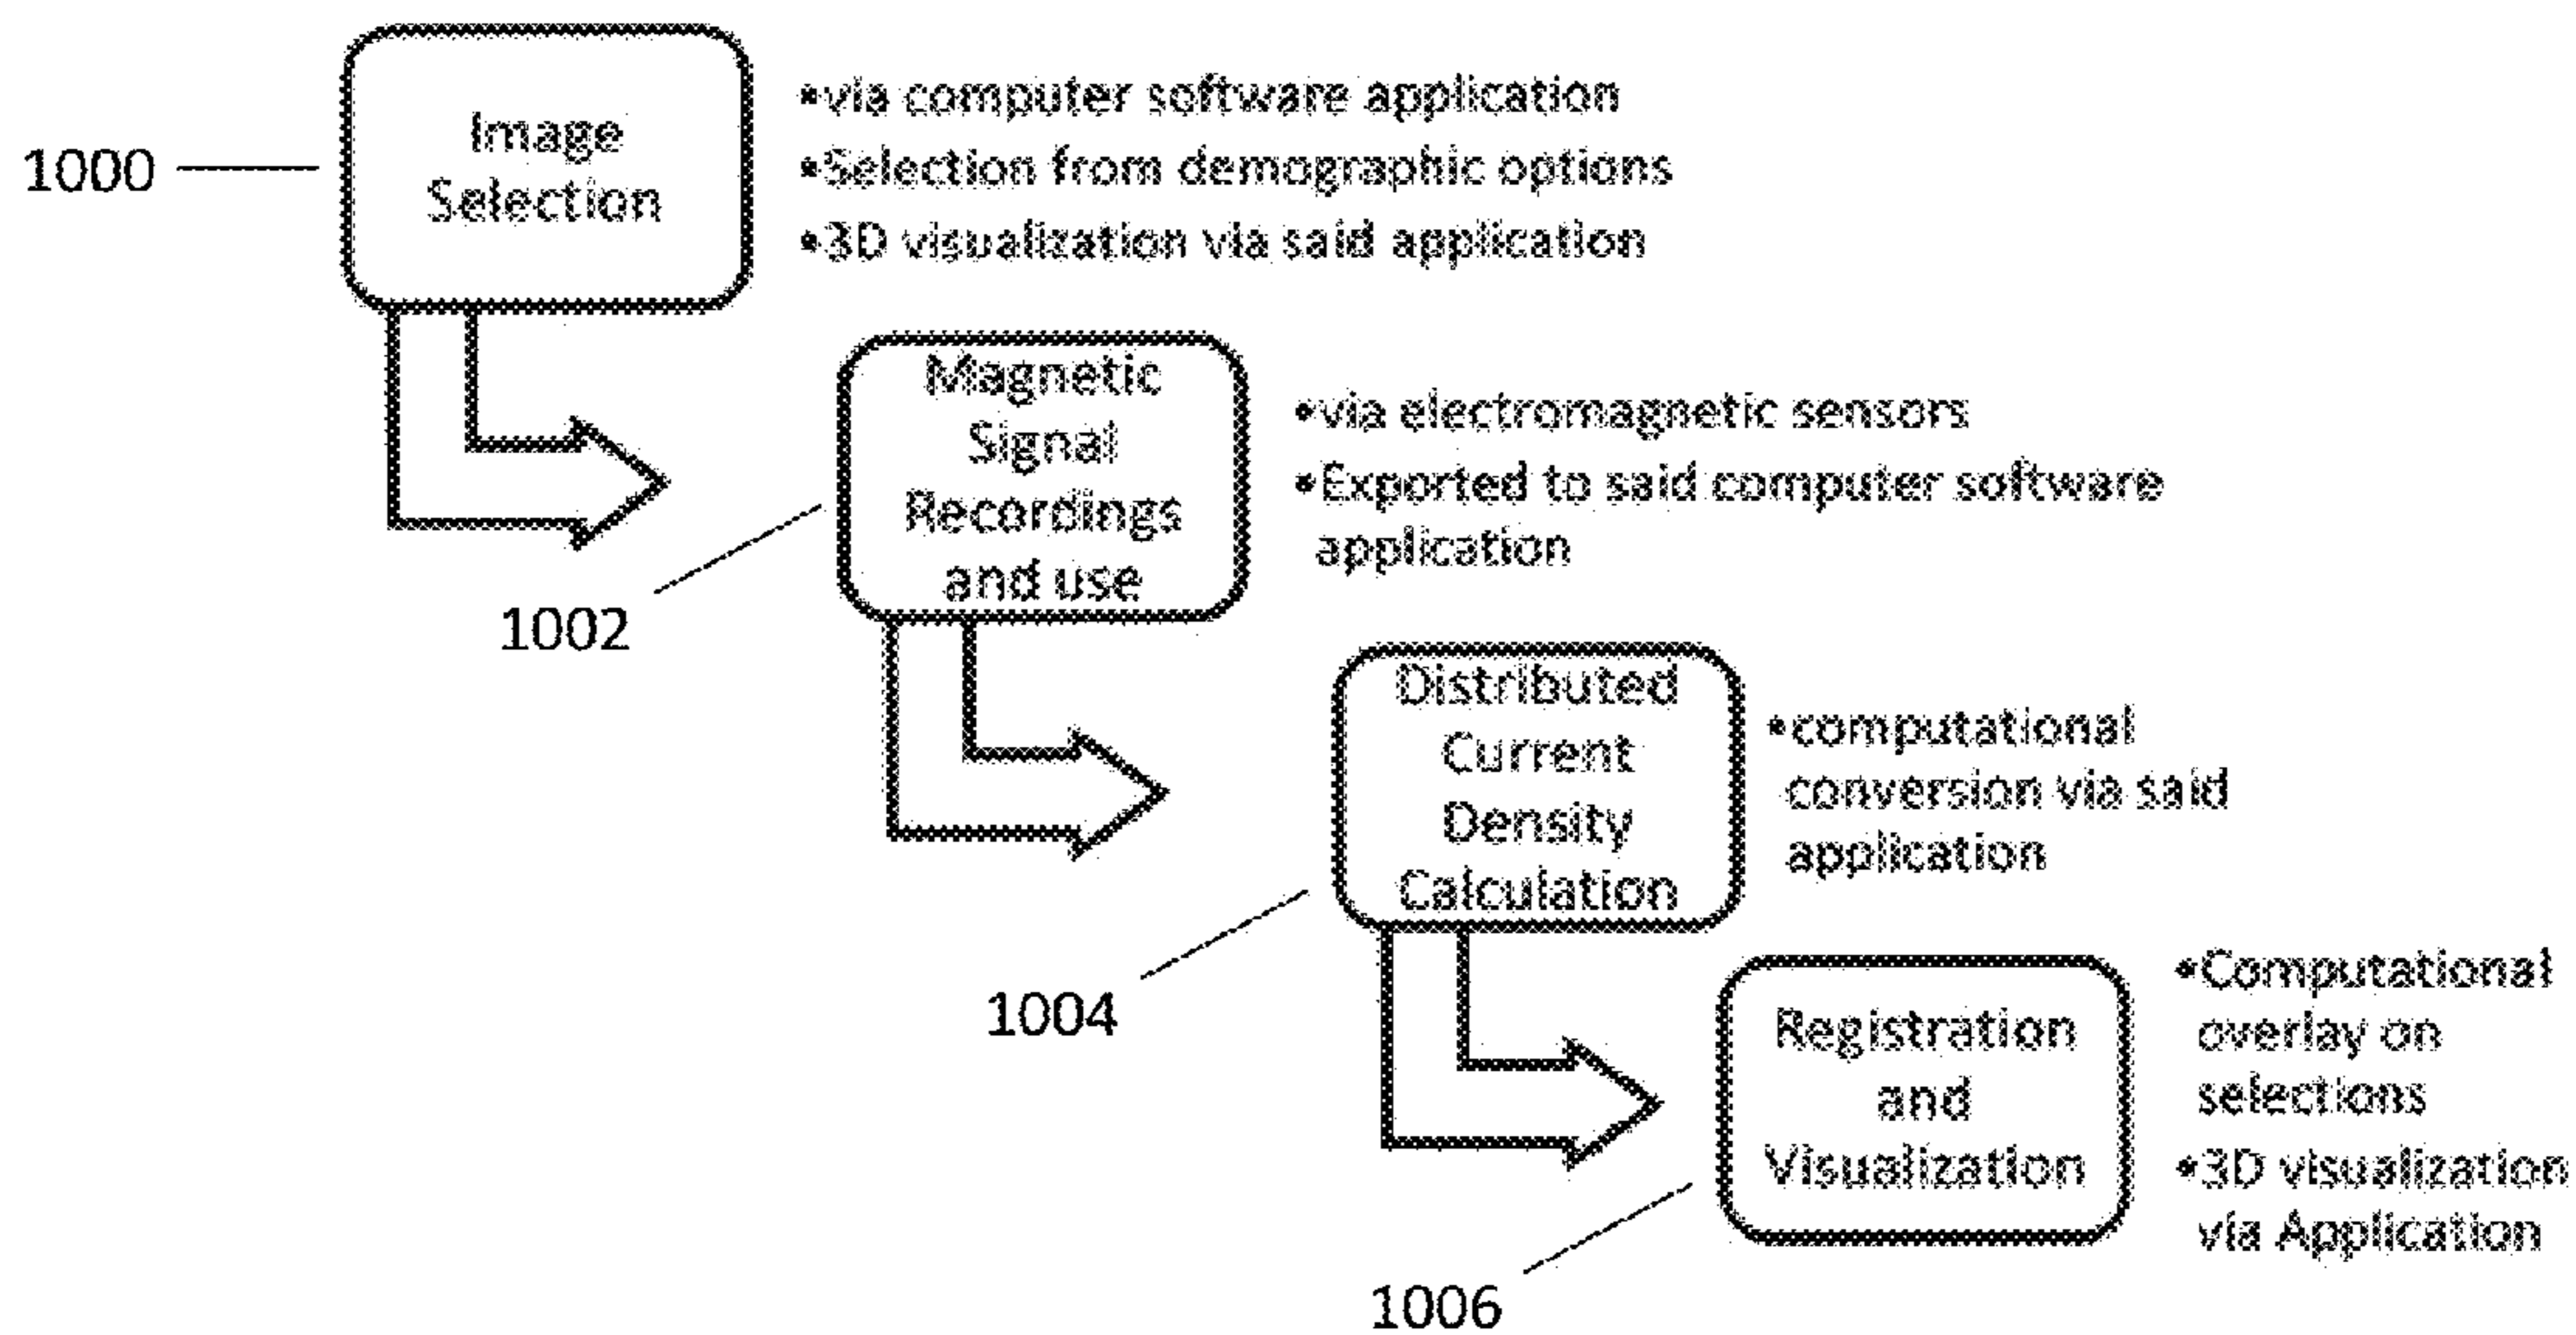 1000
Image
Selection
•via computer software application
•Selection from demographic options
•3D visualization via said application
1002
Magnetic
Signal
Recordings
and use
•via electromagnetic sensors
•Exported to said computer software
application
1004
Distributed
Current
Density
Calculation
•computational
conversion via said
application
1006
Registration
and
Visualization
•Computational
overlay on
selections
•3D visualization
via Application